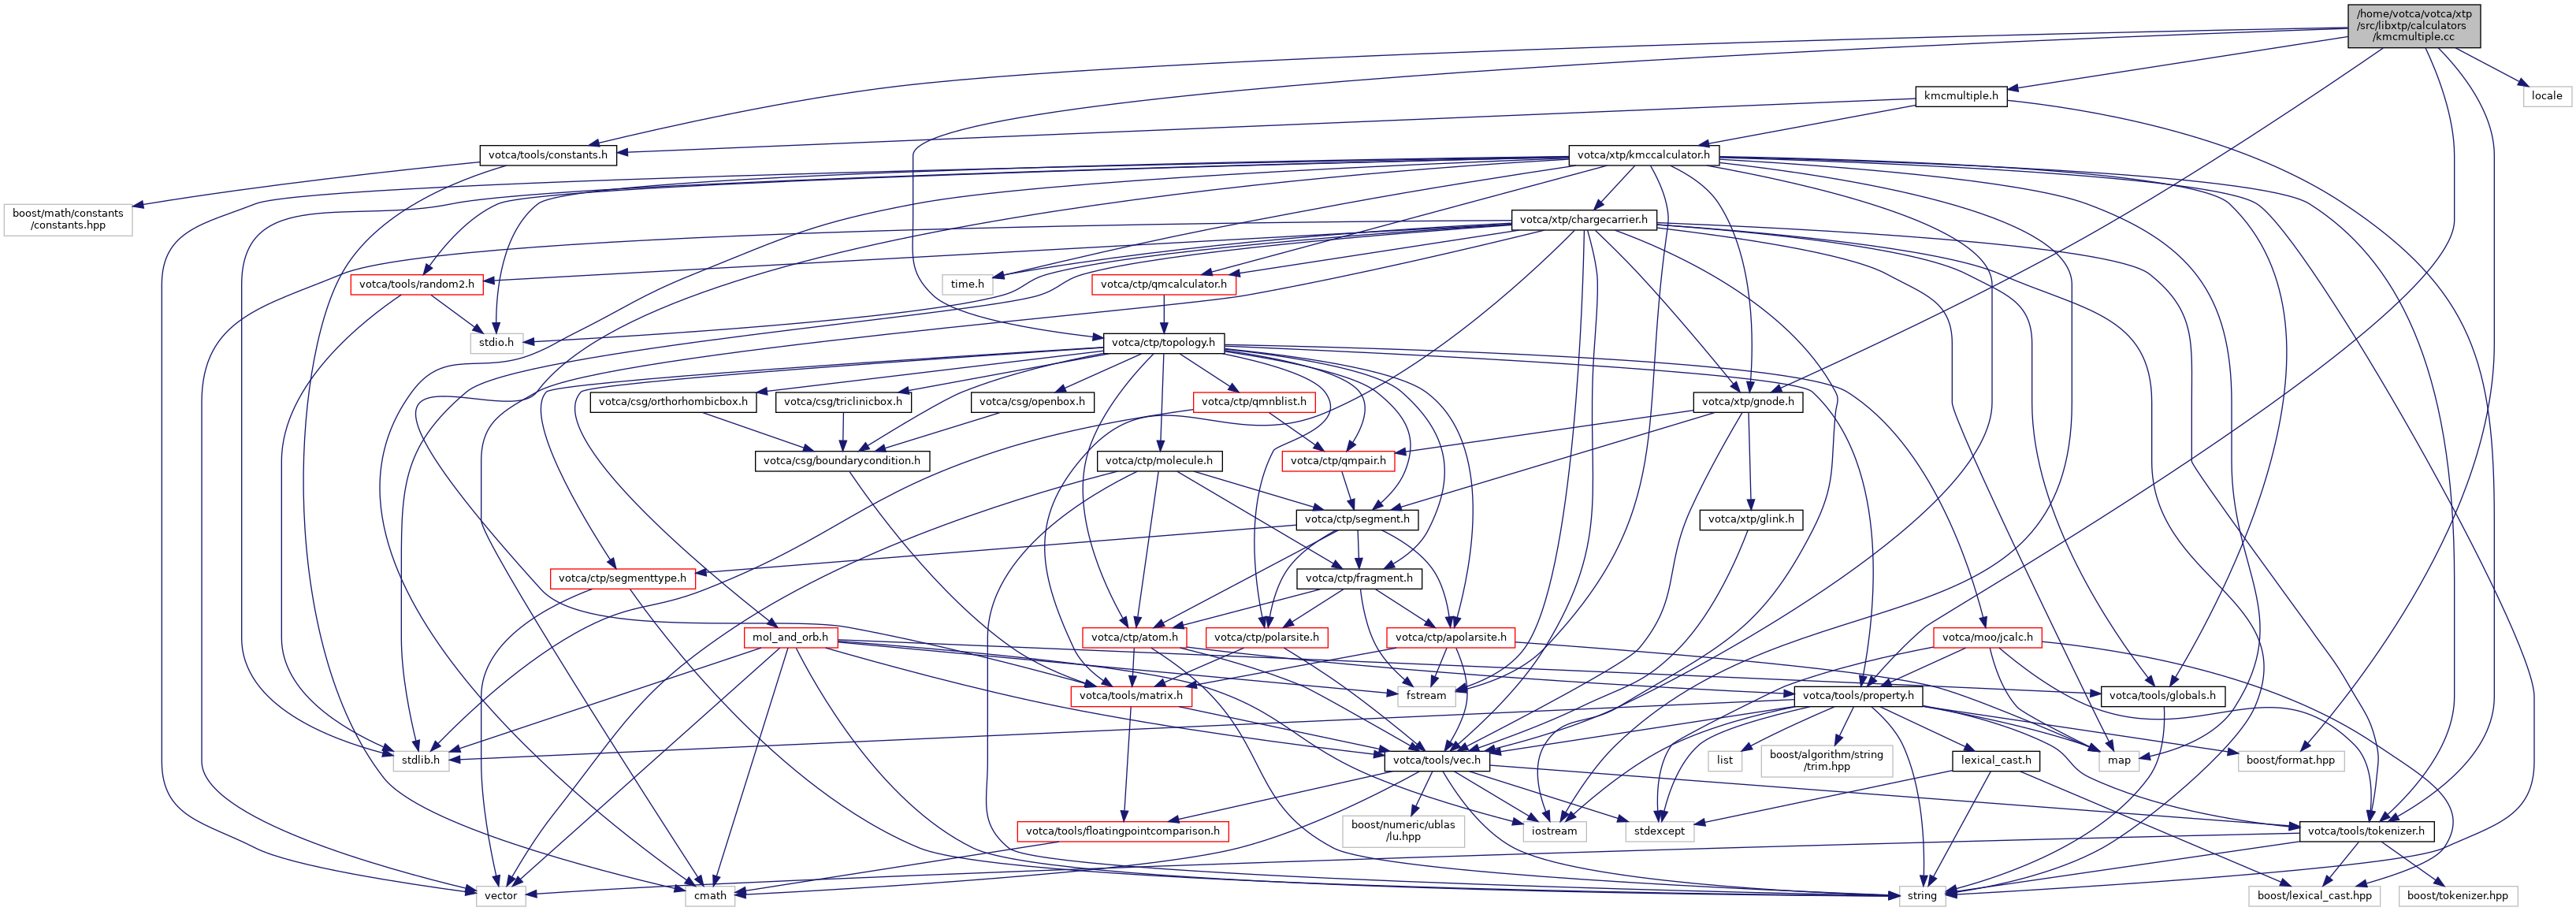 /home/votca/votca/xtp
/src/libxtp/calculators
/kmcmultiple.cc
kmcmultiple.h
locale
votca/tools/constants.h
votca/xtp/kmccalculator.h
boost/math/constants
/constants.hpp
votca/xtp/chargecarrier.h
votca/tools/random2.h
time.h
votca/ctp/qmcalculator.h
stdio.h
votca/ctp/topology.h
votca/csg/orthorhombicbox.h
votca/csg/triclinicbox.h
votca/csg/openbox.h
votca/ctp/qmnblist.h
votca/xtp/gnode.h
votca/csg/boundarycondition.h
votca/ctp/molecule.h
votca/ctp/qmpair.h
votca/ctp/segment.h
votca/xtp/glink.h
votca/ctp/segmenttype.h
votca/ctp/fragment.h
mol_and_orb.h
votca/ctp/atom.h
votca/ctp/polarsite.h
votca/ctp/apolarsite.h
votca/moo/jcalc.h
votca/tools/matrix.h
fstream
votca/tools/property.h
votca/tools/globals.h
stdlib.h
votca/tools/vec.h
list
boost/algorithm/string
/trim.hpp
lexical_cast.h
map
boost/format.hpp
votca/tools/floatingpointcomparison.h
boost/numeric/ublas
/lu.hpp
iostream
stdexcept
votca/tools/tokenizer.h
vector
cmath
string
boost/lexical_cast.hpp
boost/tokenizer.hpp